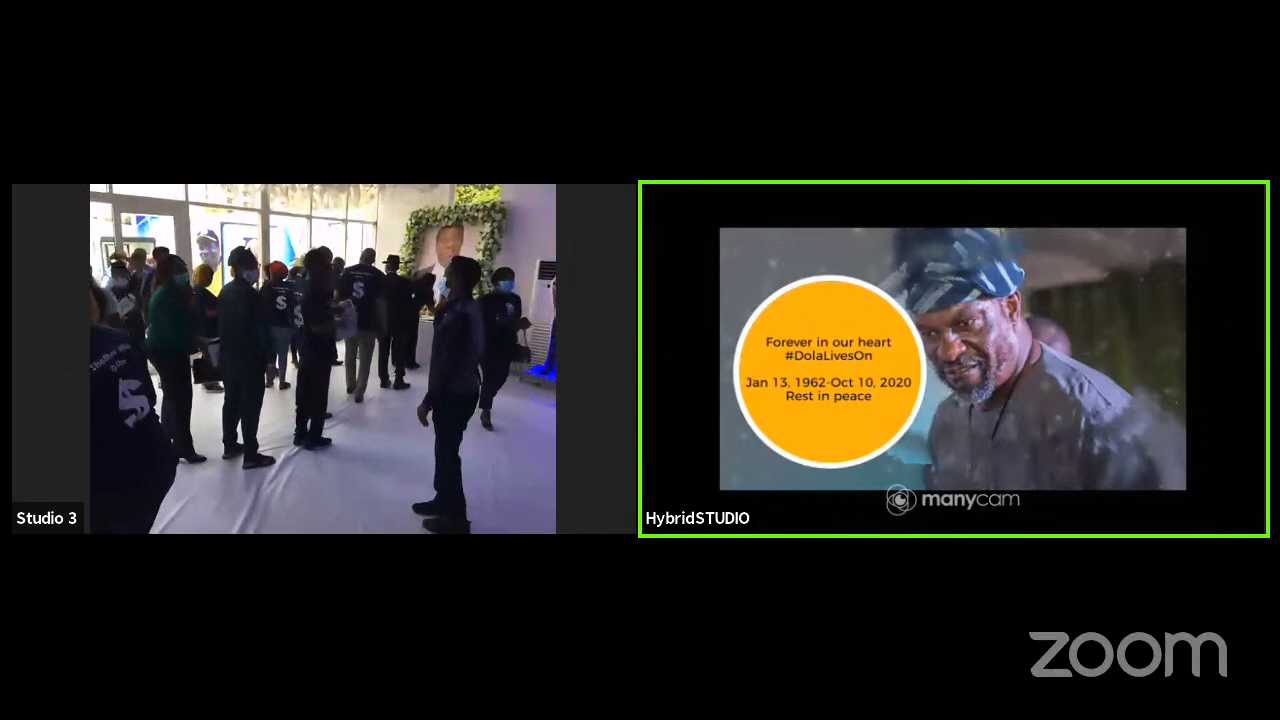 $
$
$
$
Studio 3
Forever in our heart
#DolaLivesOn
Jan 13, 1962-Oct 10, 2020
Rest in peace
manycam
HybridSTUDIO
zoom